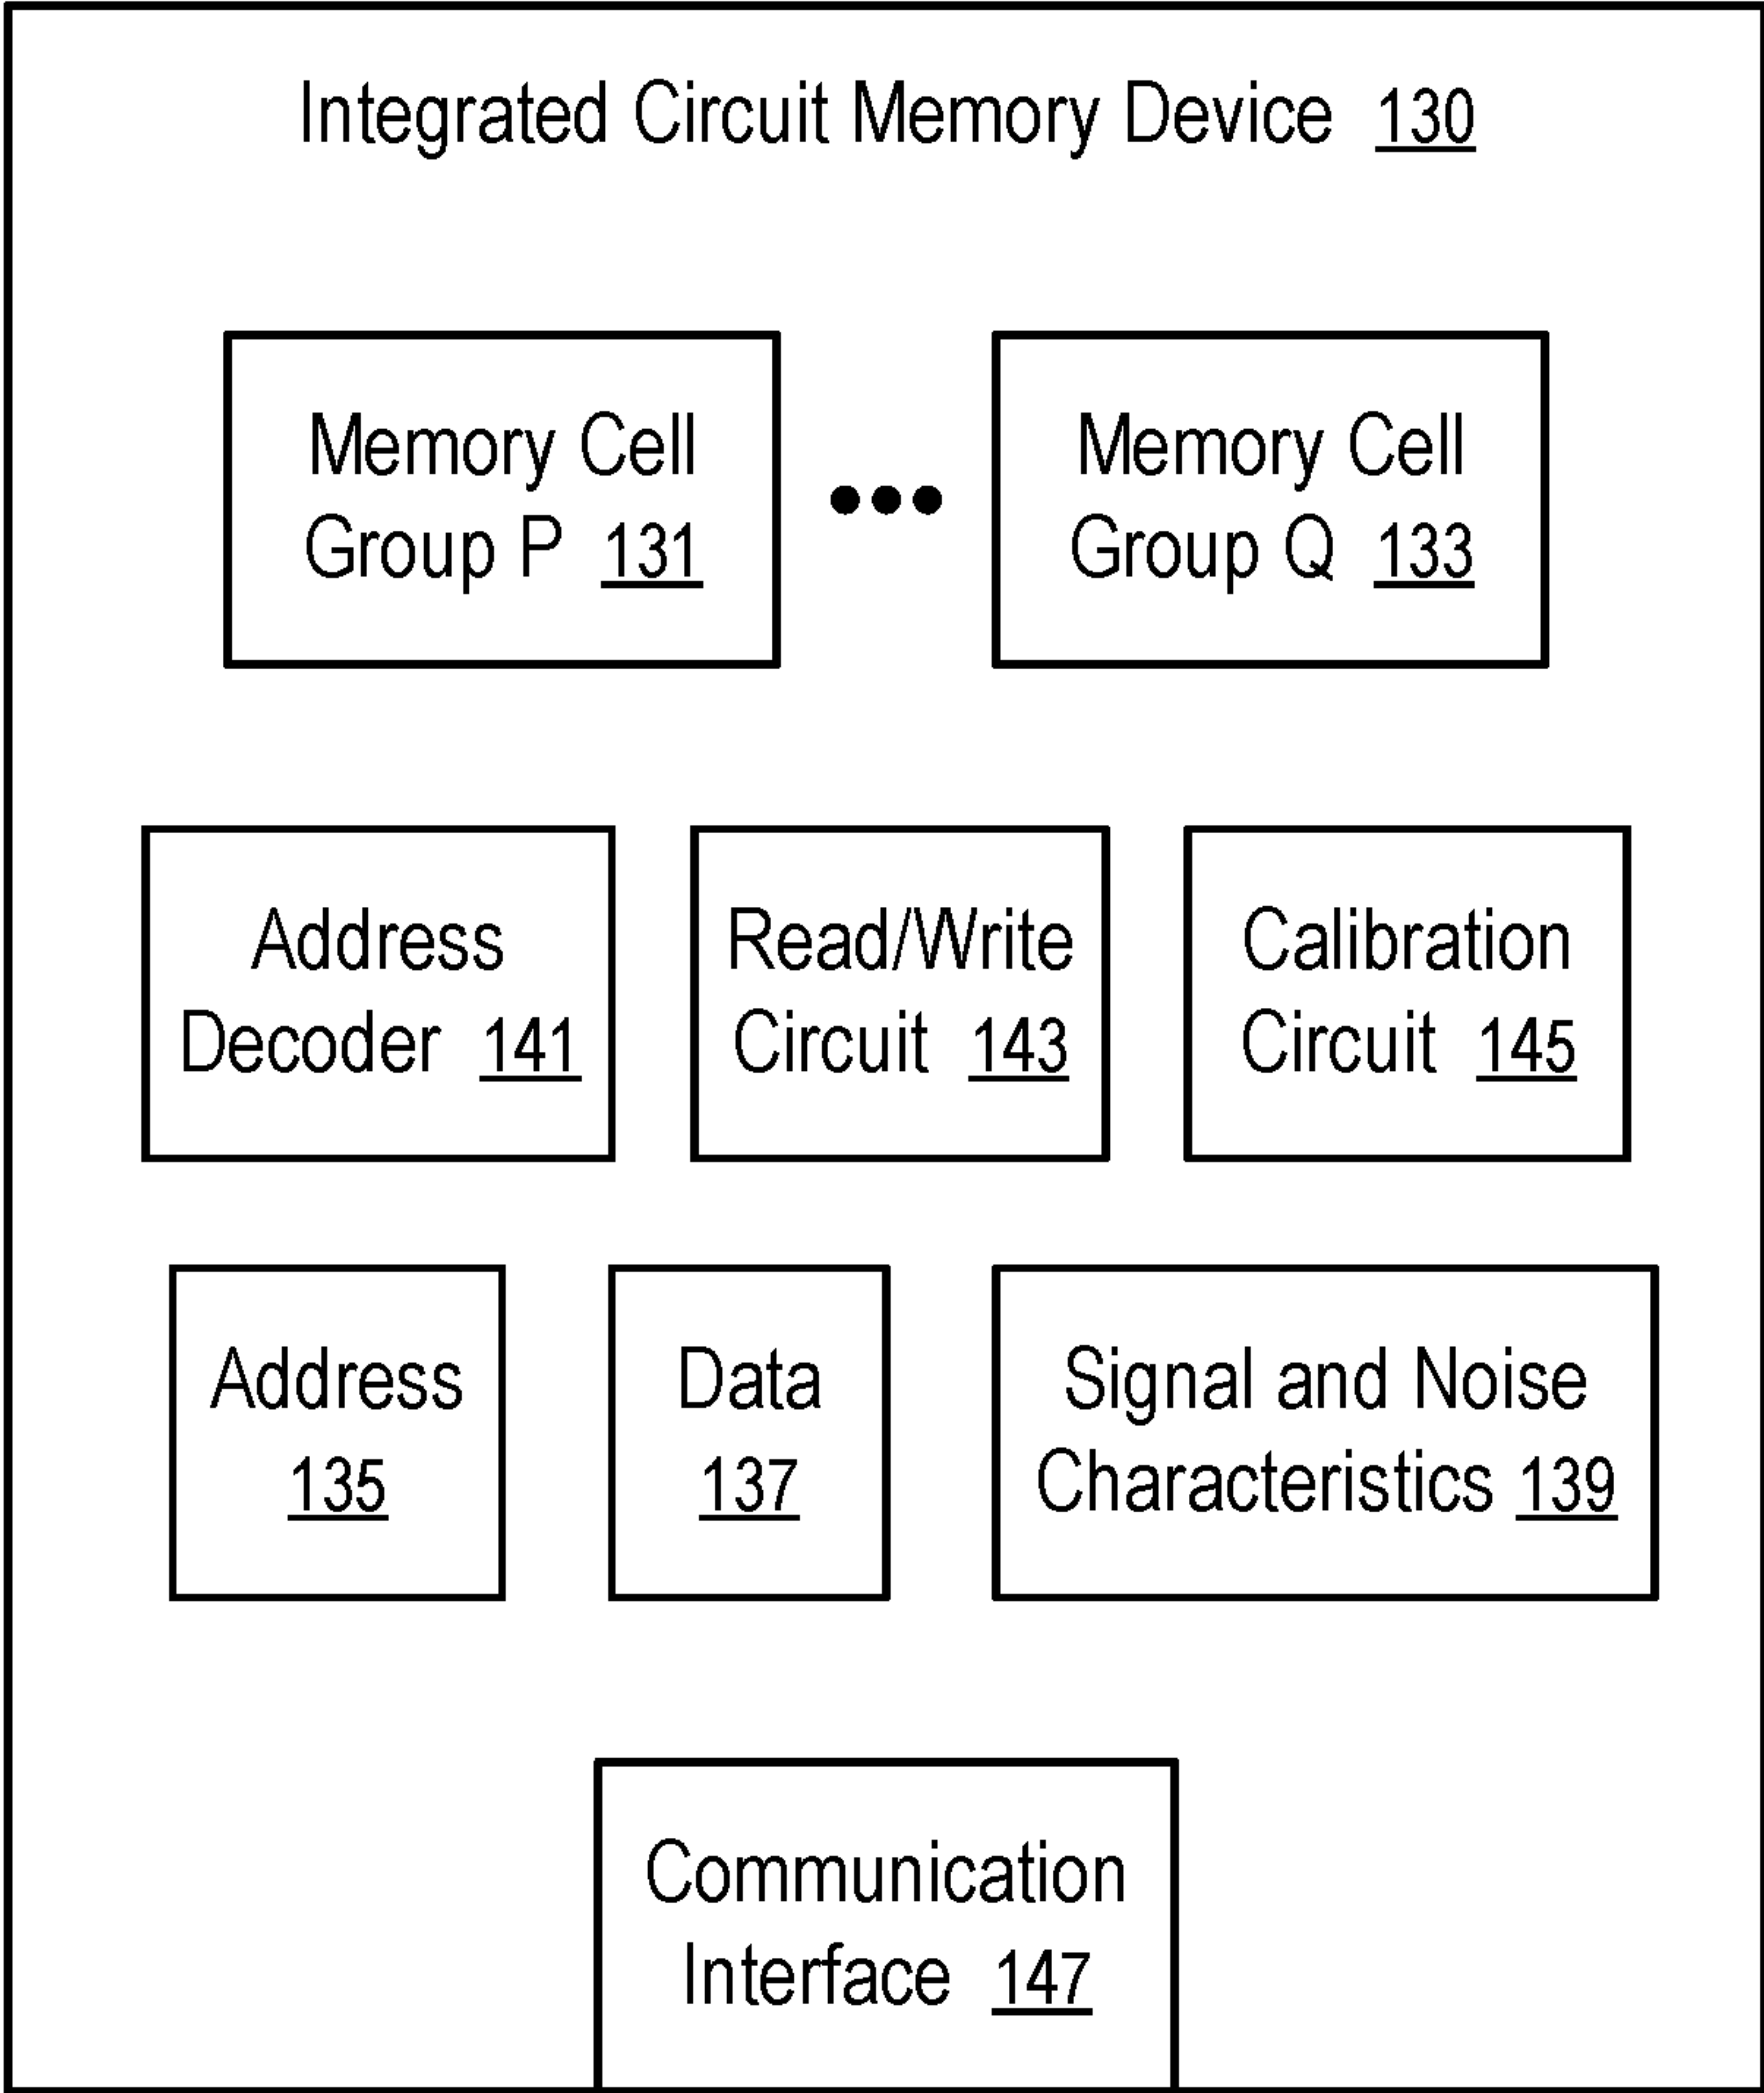 Integrated Circuit Memory Device 130
Memory Cell
Group P 131
Memory Cell
Group Q 133
Address
Decoder 141
Read/Write
Circuit 143
Calibration
Circuit 145
Address
135
Data
137
Signal and Noise
Characteristics 139
Communication
Interface 147